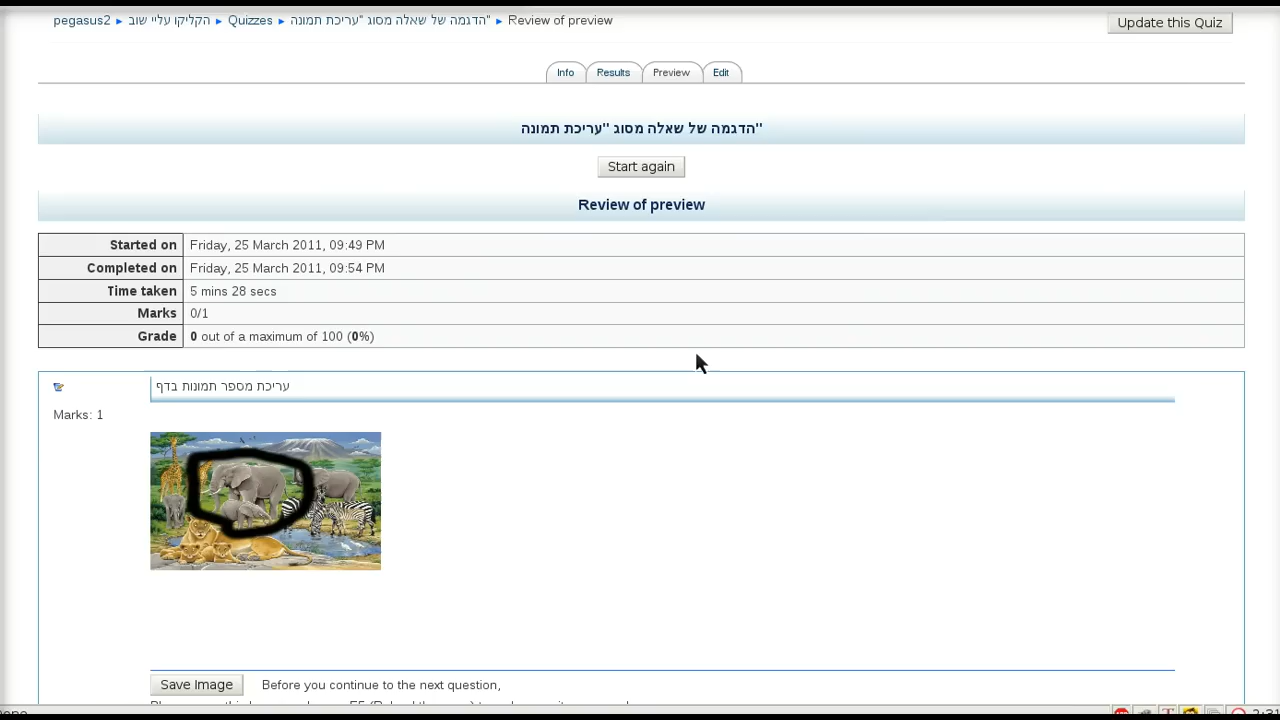 pegasus2 ► הקליקו עליי שוב ► Quizzes ► הדגמה של שאלה מסוג "עריכת תמונה" ► Review of preview
Update this Quiz
Info Results Preview Edit
הדגמה של שאלה מסוג "עריכת תמונה"
Start again
Review of preview
Started on Friday, 25 March 2011, 09:49 PM
Completed on Friday, 25 March 2011, 09:54 PM
Time taken 5 mins 28 secs
Marks 0/1
Grade 0 out of a maximum of 100 (0%)
עריכת מספר תמונות בדף
Marks: 1
Save Image Before you continue to the next question,